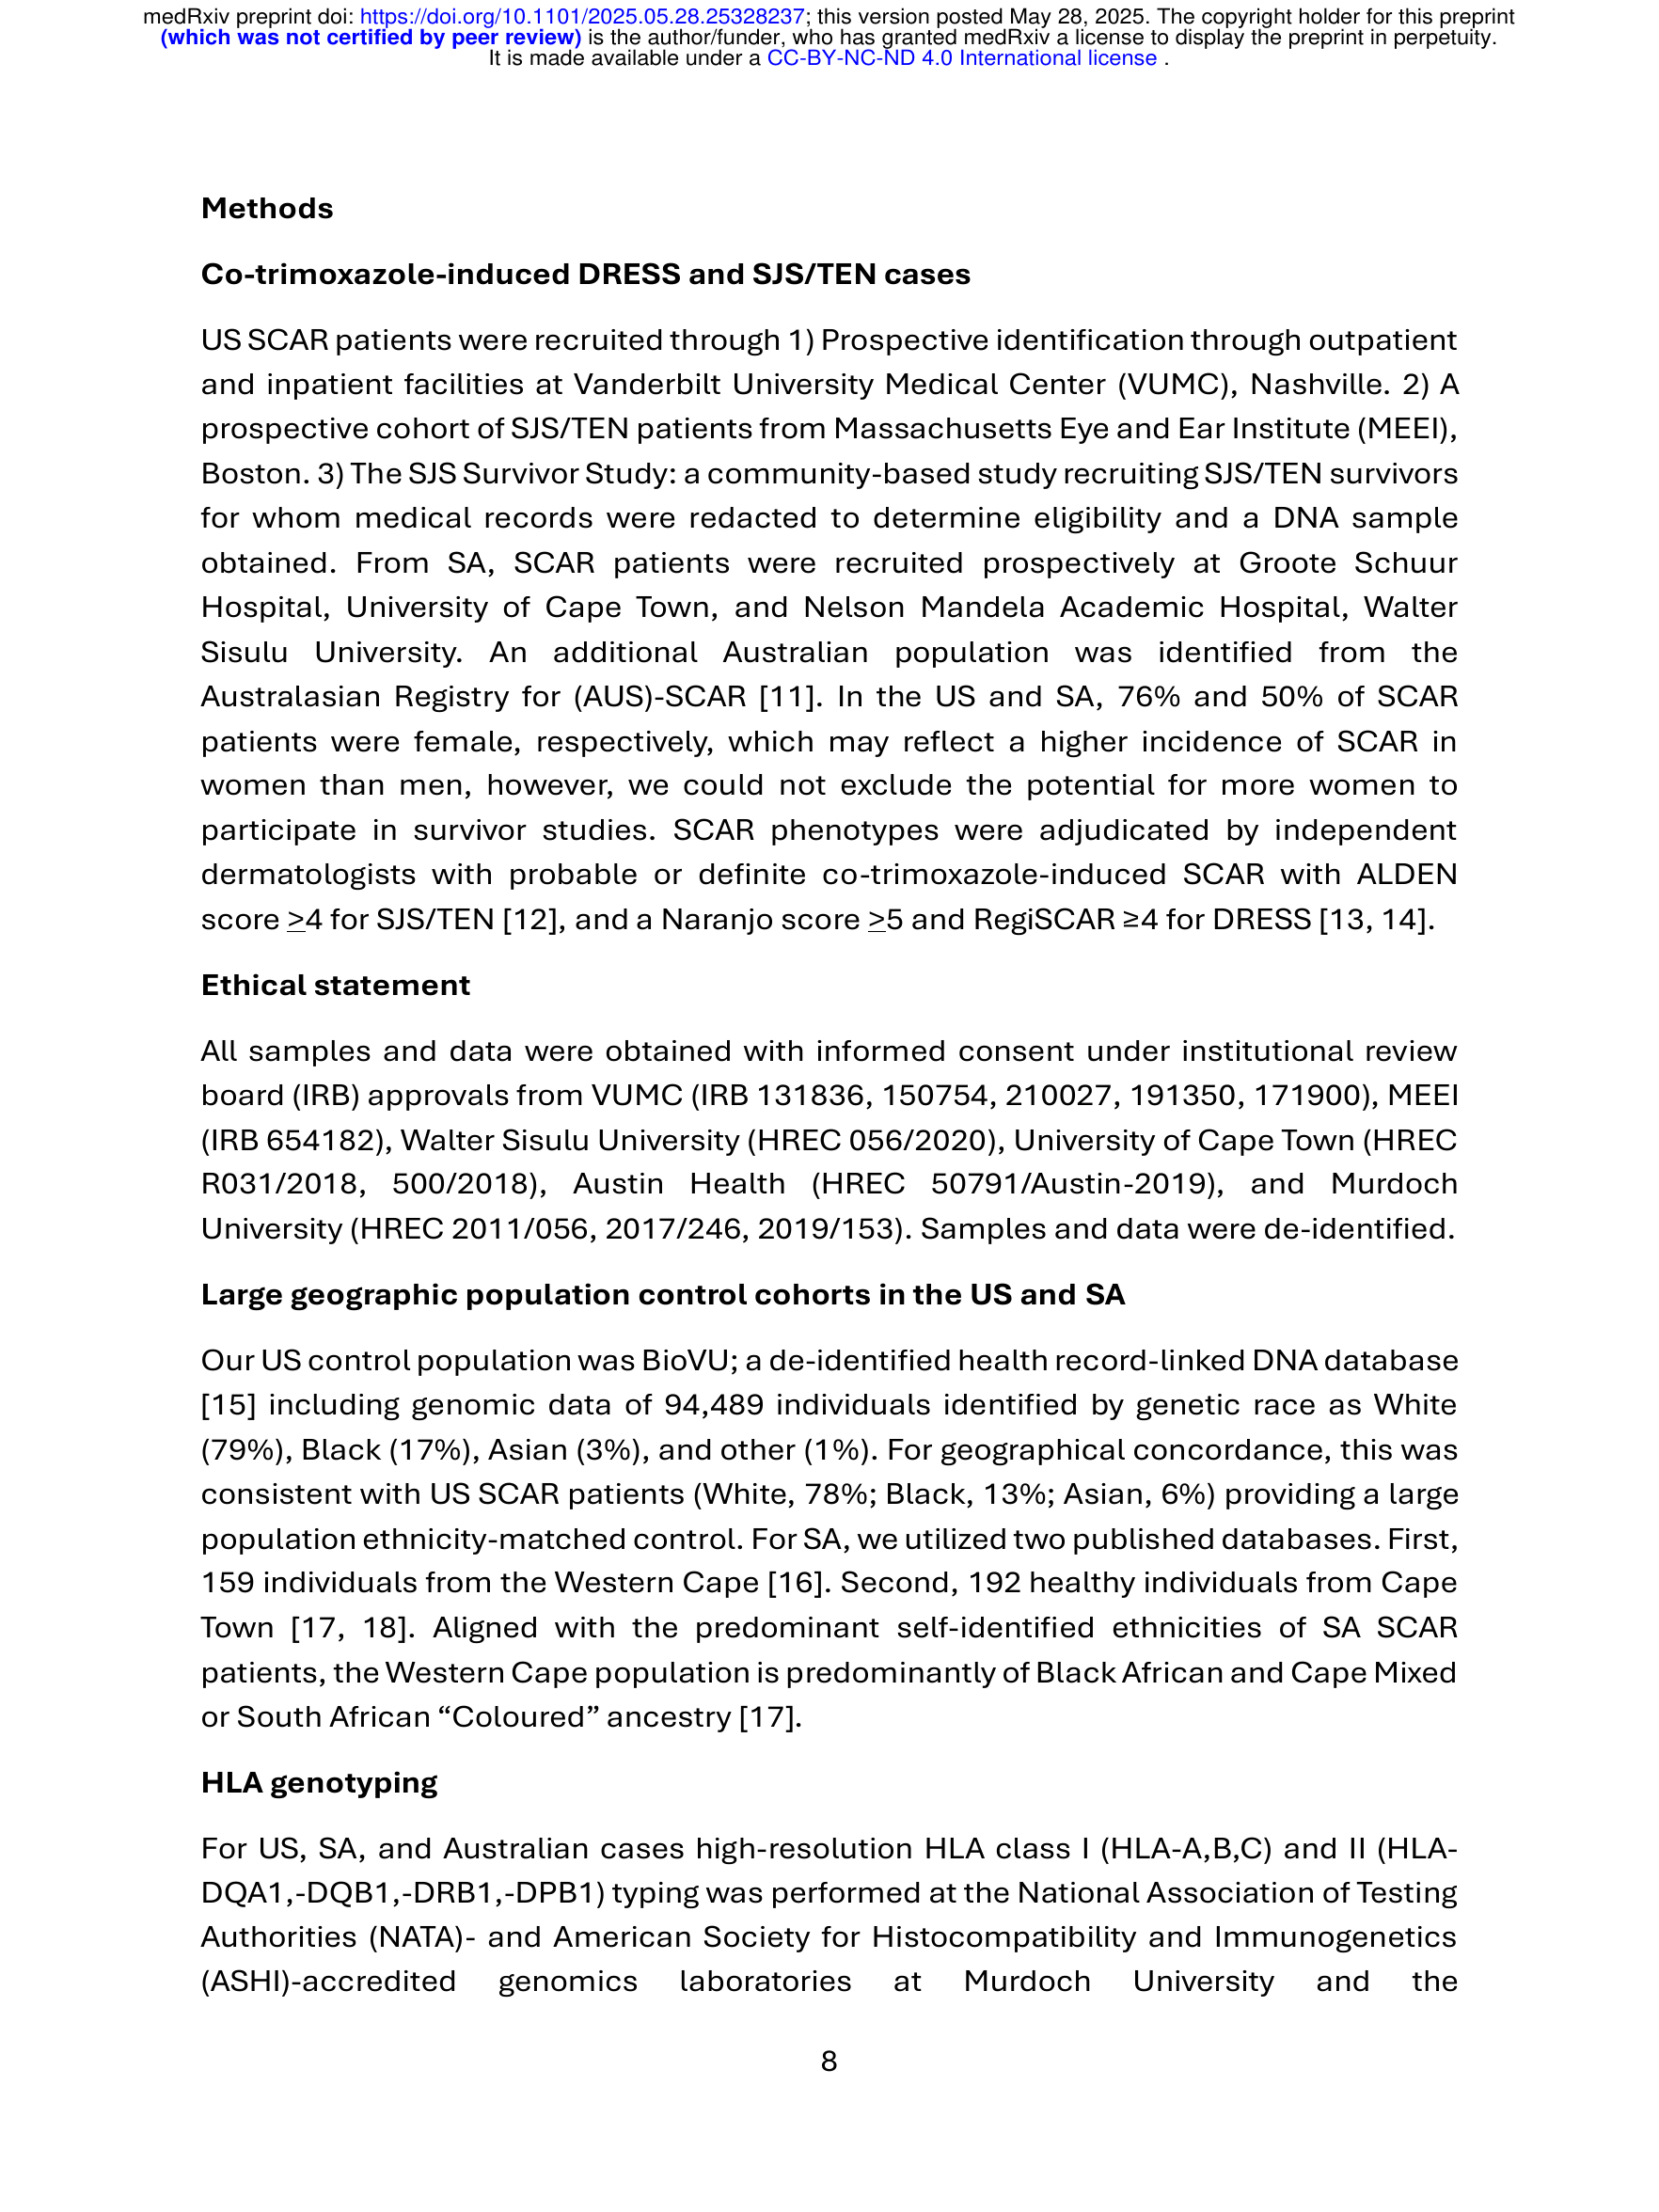 medRxiv preprint doi: https://doi.org/10.1101/2025.05.28.25328237; this version posted May 28, 2025. The copyright holder for this preprint
(which was not certified by peer review) is the author/funder, who has granted medRxiv a license to display the preprint in perpetuity.
It is made available under a CC-BY-NC-ND 4.0 International license .
Methods
Co-trimoxazole-induced DRESS and SJS/TEN cases
US SCAR patients were recruited through 1) Prospective identification through outpatient
and inpatient facilities at Vanderbilt University Medical Center (VUMC), Nashville. 2) A
prospective cohort of SJS/TEN patients from Massachusetts Eye and Ear Institute (MEEI),
Boston. 3) The SJS Survivor Study: a community-based study recruiting SJS/TEN survivors
for whom medical records were redacted to determine eligibility and a DNA sample
obtained. From SA, SCAR patients were recruited prospectively at Groote Schuur
Hospital, University of Cape Town, and Nelson Mandela Academic Hospital, Walter
Sisulu University. An additional Australian population was identified from the
Australasian Registry for (AUS)-SCAR [11]. In the US and SA, 76% and 50% of SCAR
patients were female, respectively, which may reflect a higher incidence of SCAR in
women than men, however, we could not exclude the potential for more women to
participate in survivor studies. SCAR phenotypes were adjudicated by independent
dermatologists with probable or definite co-trimoxazole-induced SCAR with ALDEN
score >4 for SJS/TEN [12], and a Naranjo score >5 and RegiSCAR ≥4 for DRESS [13, 14].
Ethical statement
All samples and data were obtained with informed consent under institutional review
board (IRB) approvals from VUMC (IRB 131836, 150754, 210027, 191350, 171900), MEEI
(IRB 654182), Walter Sisulu University (HREC 056/2020), University of Cape Town (HREC
R031/2018, 500/2018), Austin Health (HREC 50791/Austin-2019), and Murdoch
University (HREC 2011/056, 2017/246, 2019/153). Samples and data were de-identified.
Large geographic population control cohorts in the US and SA
Our US control population was BioVU; a de-identified health record-linked DNA database
[15] including genomic data of 94,489 individuals identified by genetic race as White
(79%), Black (17%), Asian (3%), and other (1%). For geographical concordance, this was
consistent with US SCAR patients (White, 78%; Black, 13%; Asian, 6%) providing a large
population ethnicity-matched control. For SA, we utilized two published databases. First,
159 individuals from the Western Cape [16]. Second, 192 healthy individuals from Cape
Town [17, 18]. Aligned with the predominant self-identified ethnicities of SA SCAR
patients, the Western Cape population is predominantly of Black African and Cape Mixed
or South African “Coloured” ancestry [17].
HLA genotyping
For US, SA, and Australian cases high-resolution HLA class I (HLA-A,B,C) and II (HLA-
DQA1,-DQB1,-DRB1,-DPB1) typing was performed at the National Association of Testing
Authorities (NATA)- and American Society for Histocompatibility and Immunogenetics
(ASHI)-accredited genomics laboratories at Murdoch University and the
8